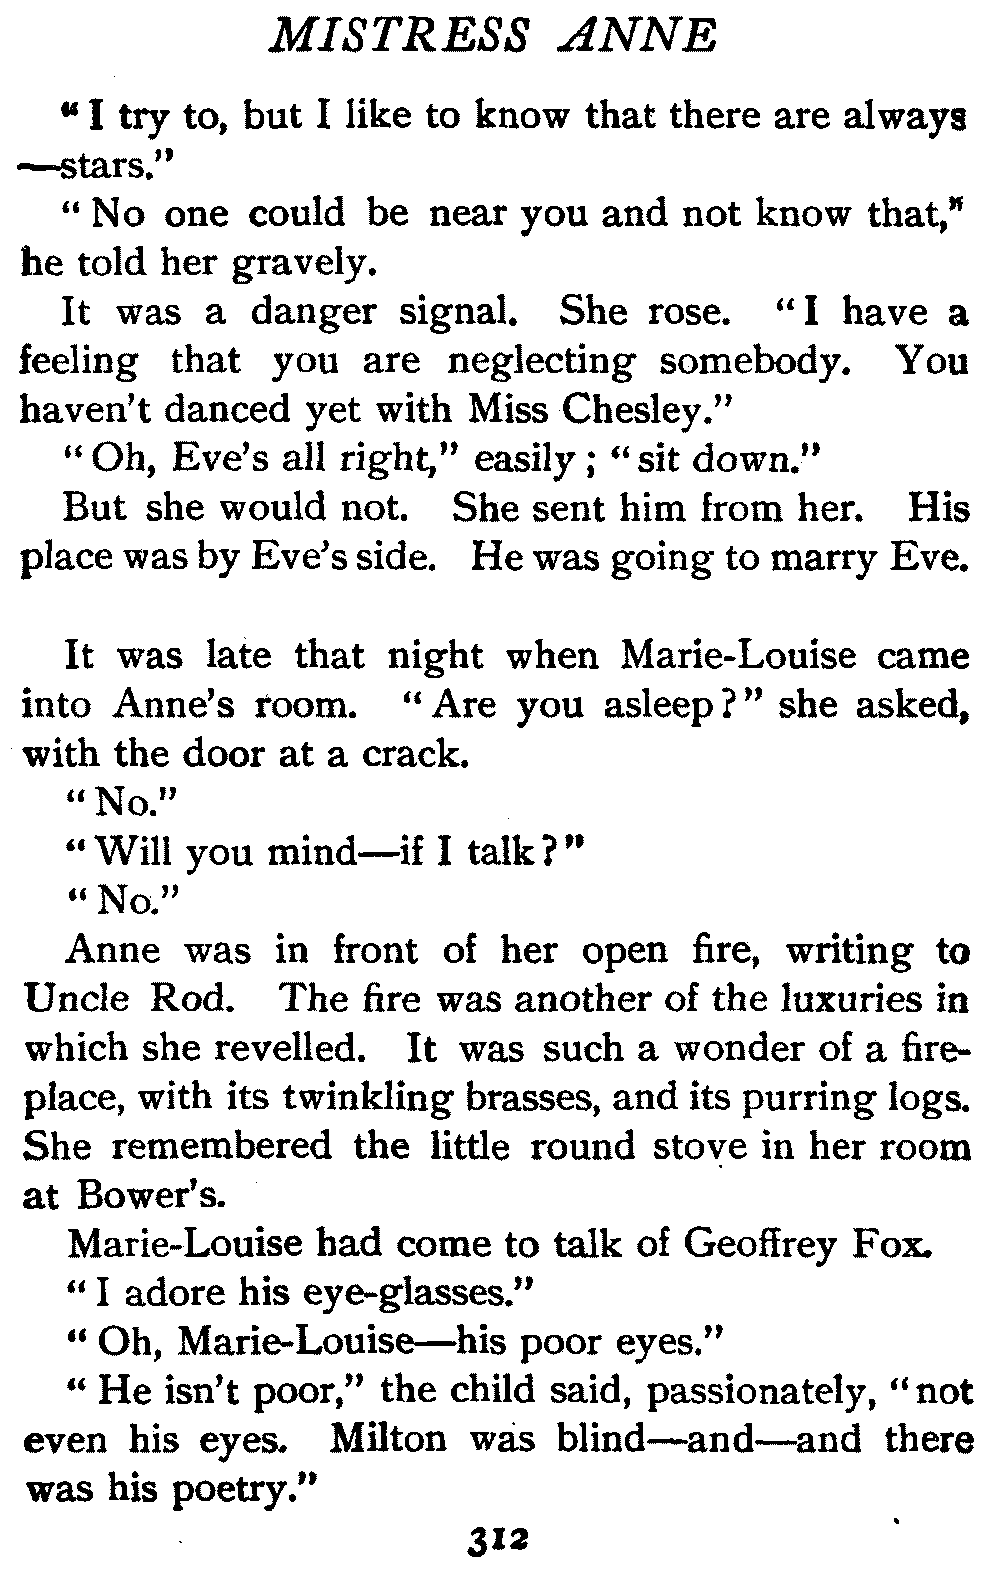 MISTRESS ANNE
"I try to, but I like to know that there are always
—stars."
"No one could be near you and not know that,"
he told her gravely.
It was a danger signal. She rose. "I have a
feeling that you are neglecting somebody. You
haven't danced yet with Miss Chesley."
"Oh, Eve's all right," easily; "sit down."
But she would not. She sent him from her. His
place was by Eve's side. He was going to marry Eve.
It was late that night when Marie-Louise came
into Anne's room. "Are you asleep?" she asked,
with the door at a crack.
"No."
"Will you mind—if I talk?"
"No."
Anne was in front of her open fire, writing to
Uncle Rod. The fire was another of the luxuries in
which she revelled. It was such a wonder of a fire-
place, with its twinkling brasses, and its purring logs.
She remembered the little round stove in her room
at Bower's.
Marie-Louise had come to talk of Geoffrey Fox.
"I adore his eye-glasses."
"Oh, Marie-Louise—his poor eyes."
"He isn't poor," the child said, passionately, "not
even his eyes. Milton was blind—and—and there
was his poetry."
312